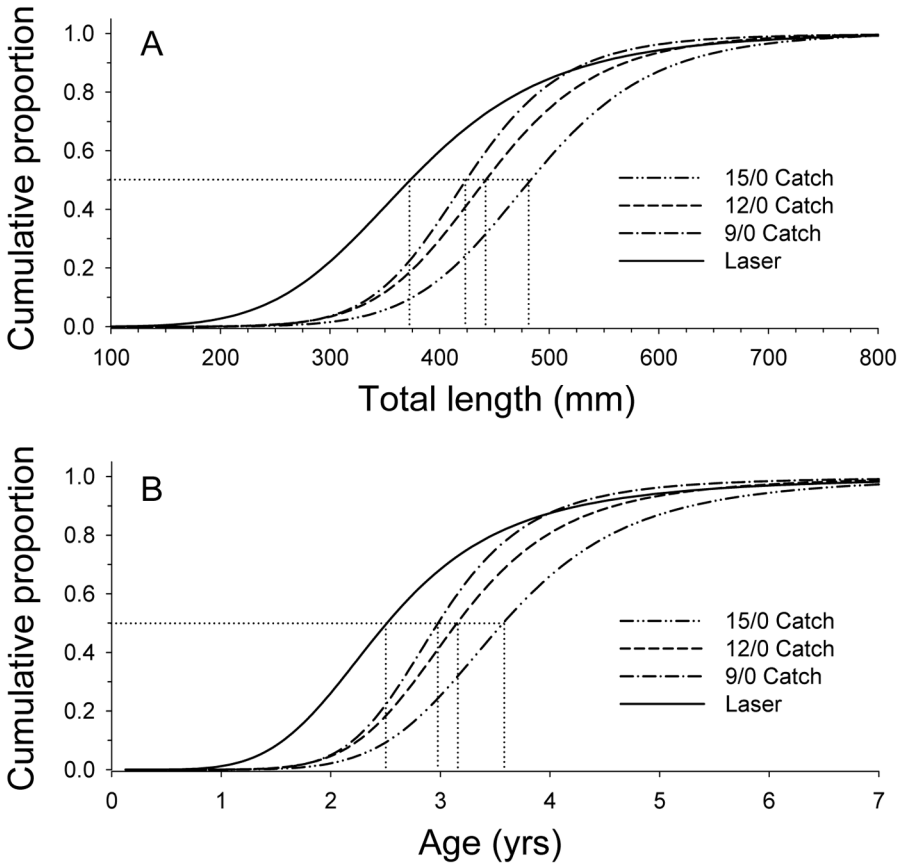 A
Cumulative proportion
1.0
0.8
0.6
0.4
0.2
0.0
15/0 Catch
12/0 Catch
9/0 Catch
Laser
100 200 300 400 500 600 700 800
Total length (mm)
B
Cumulative proportion
1.0
0.8
0.6
0.4
0.2
0.0
15/0 Catch
12/0 Catch
9/0 Catch
Laser
0 1 2 3 4 5 6 7
Age (yrs)